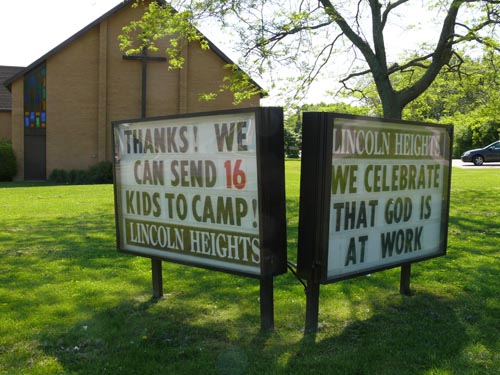 THANKS! WE
CAN SEND 16
KIDS TO CAMP!
LINCOLN HEIGHTS
LINCOLN HEIGHTS
WE CELEBRATE
THAT GOD IS
AT WORK